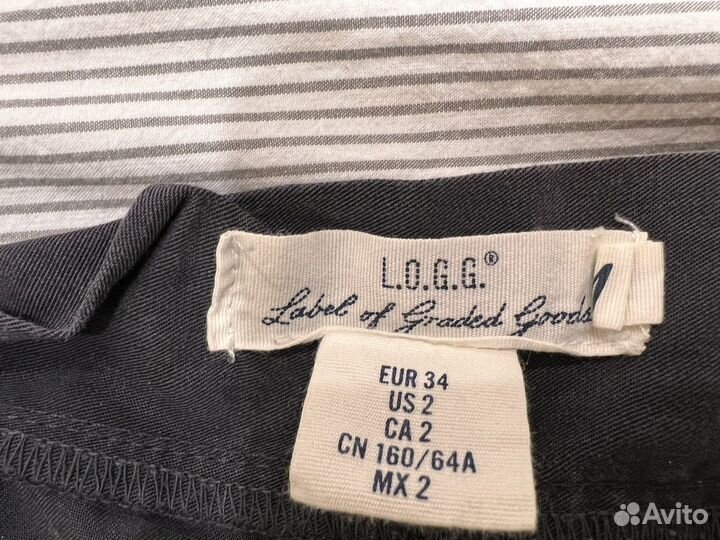 L.O.G.G.®
Label of Graded Goods
EUR 34
US 2
CA 2
CN 160/64A
MX 2
Avito